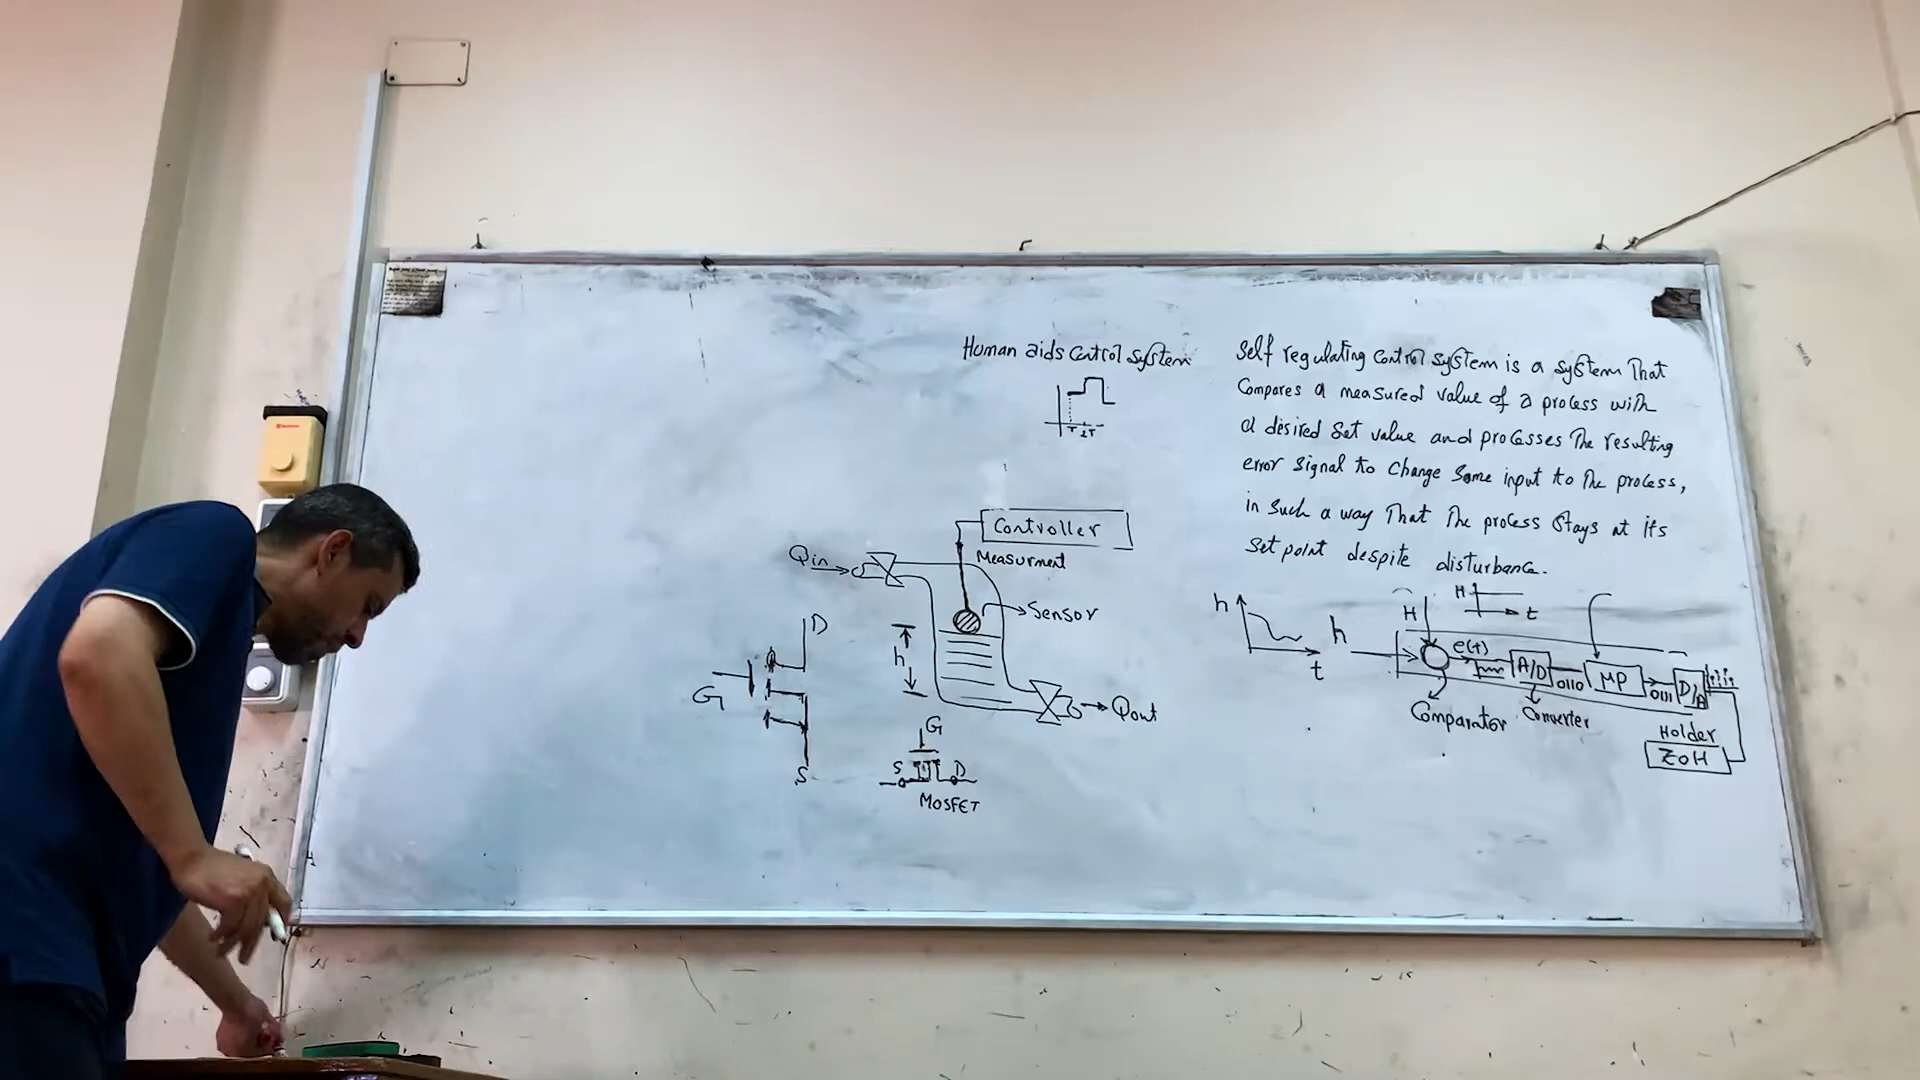 Human aids Control System
T 2T
Controller
Measurment
Qin
Sensor
h
Qout
D
G
S
G
S D
MOSFET
Self regulating Control System is a System That
Compares a measured value of a process with
a desired set value and processes The resulting
error Signal to Change Some input to The process,
in Such a way That The process Stays at its
Set point despite disturbance.
H
t
h
t
h
H
e(t)
A/D
0110
MP
0111
D/A
Comparator
Converter
Holder
ZOH